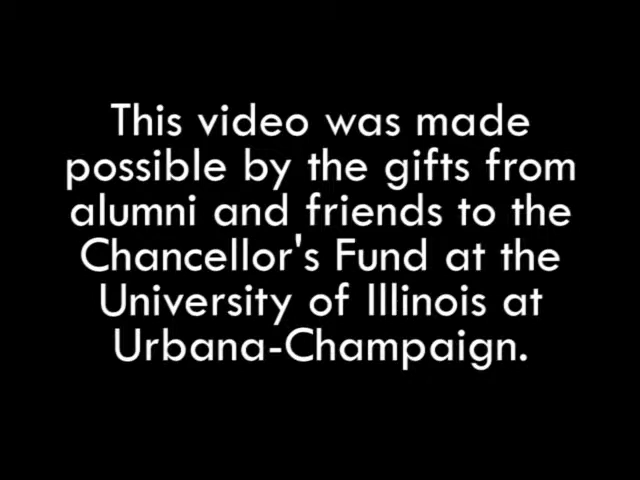 This video was made
possible by the gifts from
alumni and friends to the
Chancellor's Fund at the
University of Illinois at
Urbana-Champaign.